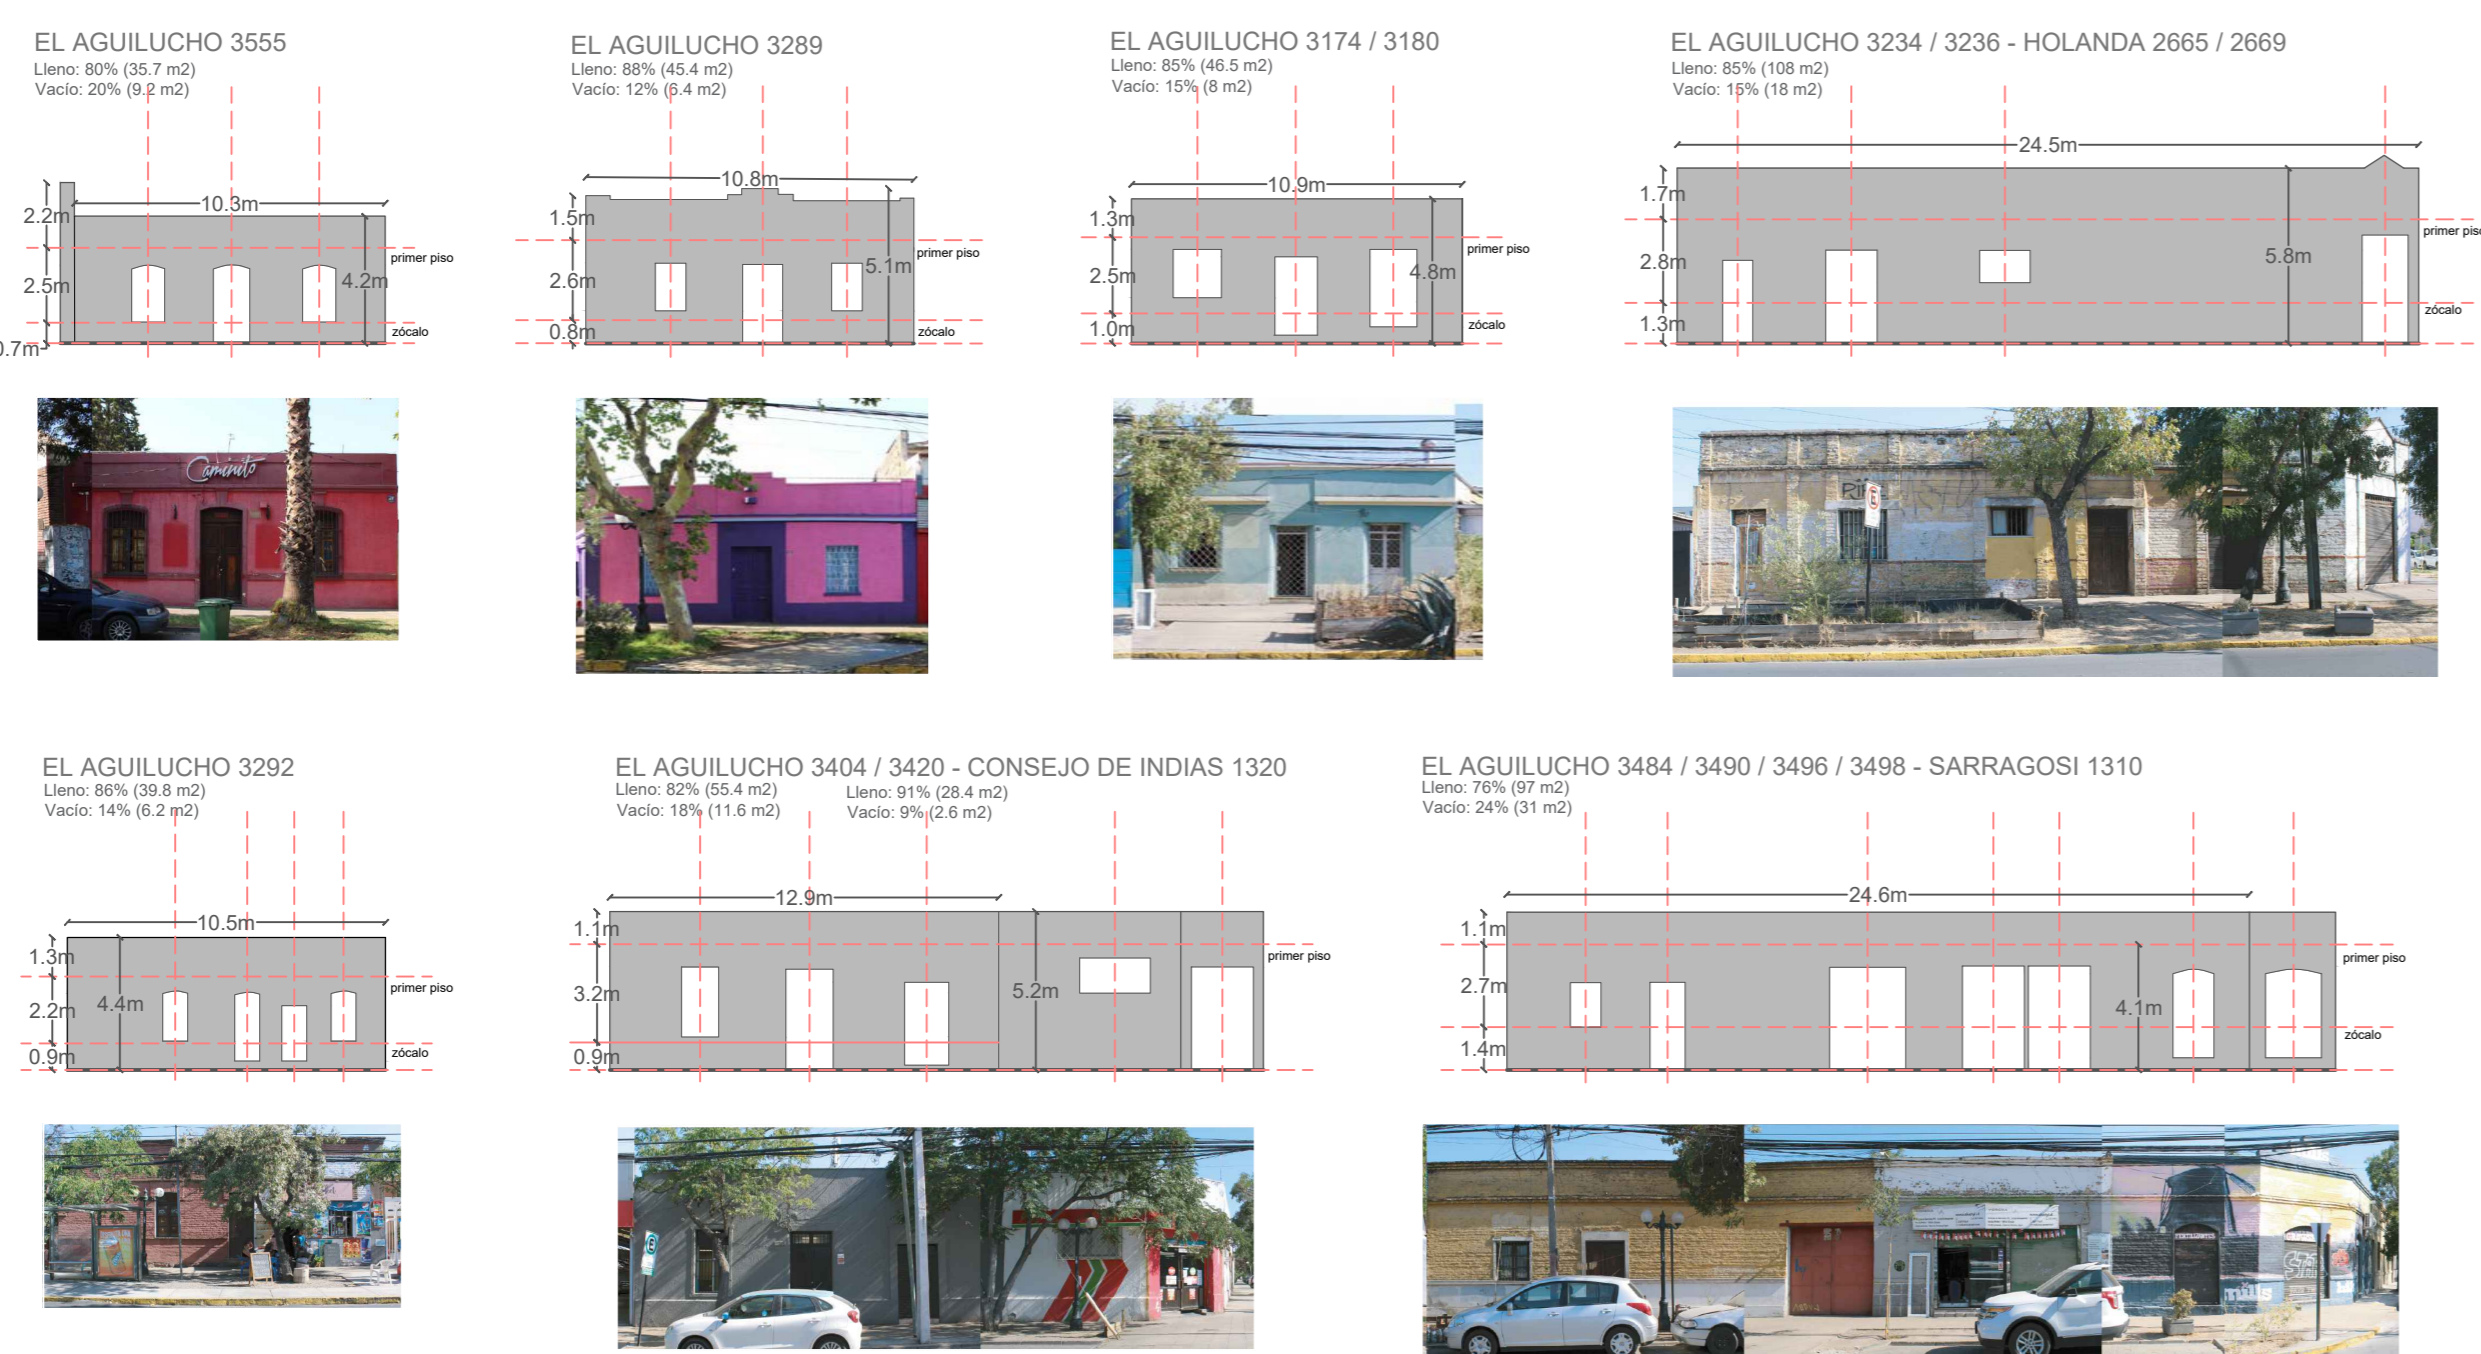 EL AGUILUCHO 3555
Lleno: 80% (35.7 m2)
Vacío: 20% (9.2 m2)
2.2m
10.3m
2.5m
4.2m
primer piso
zócalo
0.7m
Caminito
EL AGUILUCHO 3289
Lleno: 88% (45.4 m2)
Vacío: 12% (6.4 m2)
10.8m
1.5m
2.6m
5.1m
primer piso
0.8m
zócalo
EL AGUILUCHO 3174 / 3180
Lleno: 85% (46.5 m2)
Vacío: 15% (8 m2)
10.9m
1.3m
primer piso
2.5m
4.8m
1.0m
zócalo
EL AGUILUCHO 3234 / 3236 - HOLANDA 2665 / 2669
Lleno: 85% (108 m2)
Vacío: 15% (18 m2)
24.5m
1.7m
primer piso
2.8m
5.8m
1.3m
zócalo
EL AGUILUCHO 3292
Lleno: 86% (39.8 m2)
Vacío: 14% (6.2 m2)
10.5m
1.3m
primer piso
2.2m
4.4m
0.9m
zócalo
EL AGUILUCHO 3404 / 3420 - CONSEJO DE INDIAS 1320
Lleno: 82% (55.4 m2)
Vacío: 18% (11.6 m2)
Lleno: 91% (28.4 m2)
Vacío: 9% (2.6 m2)
12.9m
1.1m
primer piso
3.2m
5.2m
0.9m
E
EL AGUILUCHO 3484 / 3490 / 3496 / 3498 - SARRAGOSI 1310
Lleno: 76% (97 m2)
Vacío: 24% (31 m2)
24.6m
1.1m
primer piso
2.7m
4.1m
1.4m
zócalo